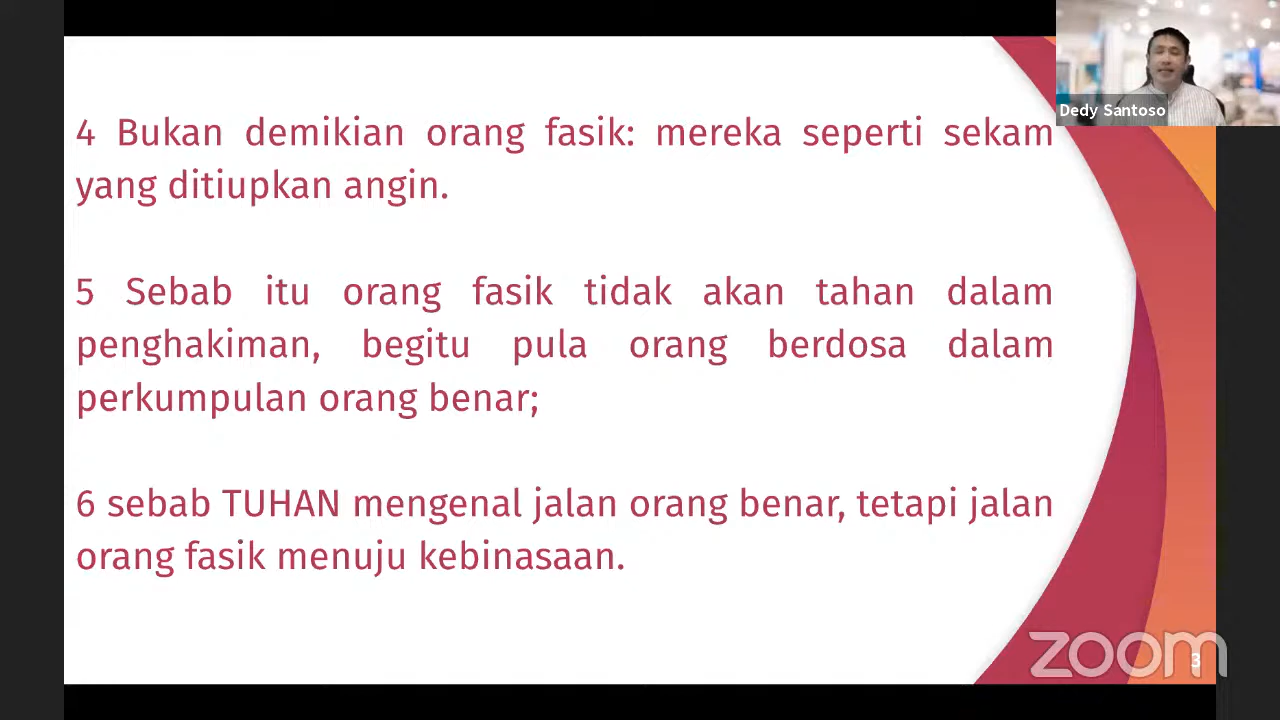 Dedy Santoso
4 Bukan demikian orang fasik: mereka seperti sekam
yang ditiupkan angin.
5 Sebab itu orang fasik tidak akan tahan dalam
penghakiman, begitu pula orang berdosa dalam
perkumpulan orang benar;
6 sebab TUHAN mengenal jalan orang benar, tetapi jalan
orang fasik menuju kebinasaan.
zoom
3